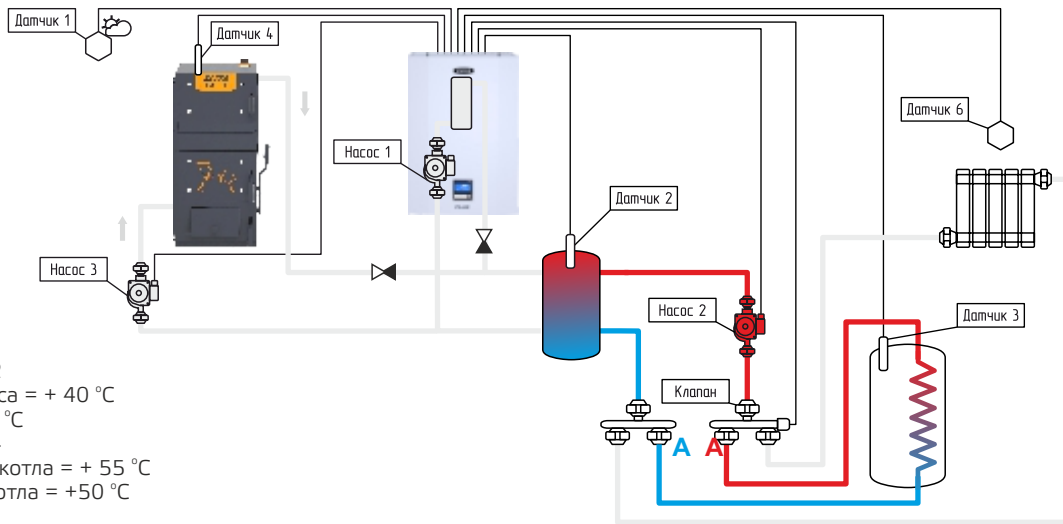 Датчик 1
Датчик 4
Насос 1
Датчик 6
Датчик 2
Насос 3
Насос 2
Датчик 3
Клапан
са = + 40 °C
°C
котла = + 55 °C
отла = +50 °C
A
A